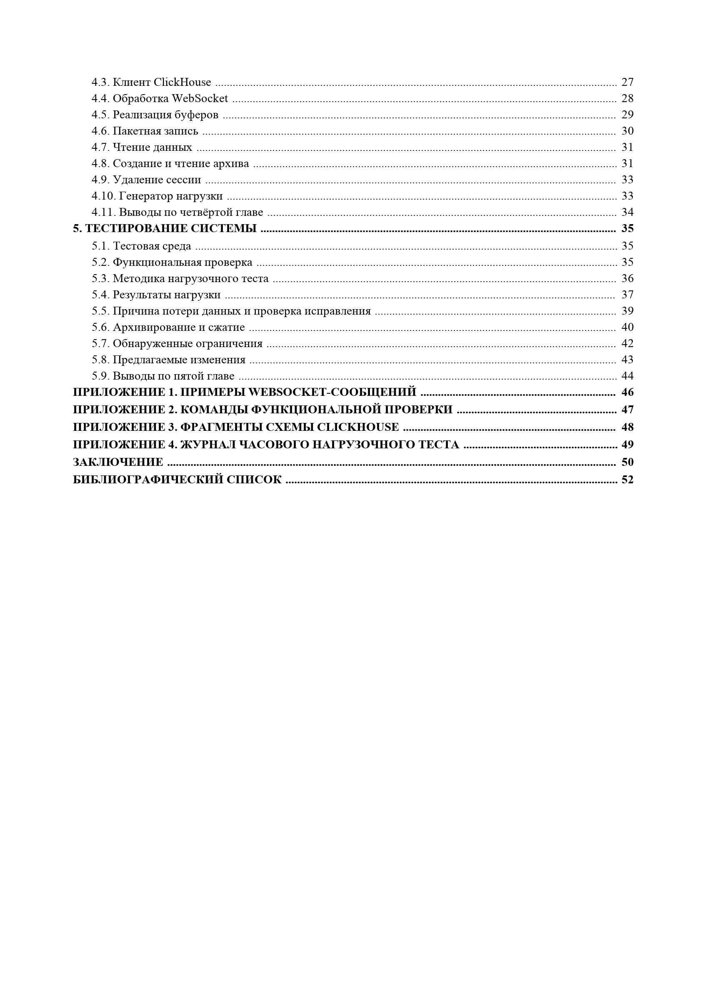 4.3. Клиент ClickHouse ........ 27
4.4. Обработка WebSocket ........ 28
4.5. Реализация буферов ........ 29
4.6. Пакетная запись ........ 30
4.7. Чтение данных ........ 31
4.8. Создание и чтение архива ........ 31
4.9. Удаление сессии ........ 33
4.10. Генератор нагрузки ........ 33
4.11. Выводы по четвёртой главе ........ 34
5. ТЕСТИРОВАНИЕ СИСТЕМЫ ........ 35
5.1. Тестовая среда ........ 35
5.2. Функциональная проверка ........ 35
5.3. Методика нагрузочного теста ........ 36
5.4. Результаты нагрузки ........ 37
5.5. Причина потери данных и проверка исправления ........ 39
5.6. Архивирование и сжатие ........ 40
5.7. Обнаруженные ограничения ........ 42
5.8. Предлагаемые изменения ........ 43
5.9. Выводы по пятой главе ........ 44
ПРИЛОЖЕНИЕ 1. ПРИМЕРЫ WEBSOCKET-СООБЩЕНИЙ ........ 46
ПРИЛОЖЕНИЕ 2. КОМАНДЫ ФУНКЦИОНАЛЬНОЙ ПРОВЕРКИ ........ 47
ПРИЛОЖЕНИЕ 3. ФРАГМЕНТЫ СХЕМЫ CLICKHOUSE ........ 48
ПРИЛОЖЕНИЕ 4. ЖУРНАЛ ЧАСОВОГО НАГРУЗОЧНОГО ТЕСТА ........ 49
ЗАКЛЮЧЕНИЕ ........ 50
БИБЛИОГРАФИЧЕСКИЙ СПИСОК ........ 52